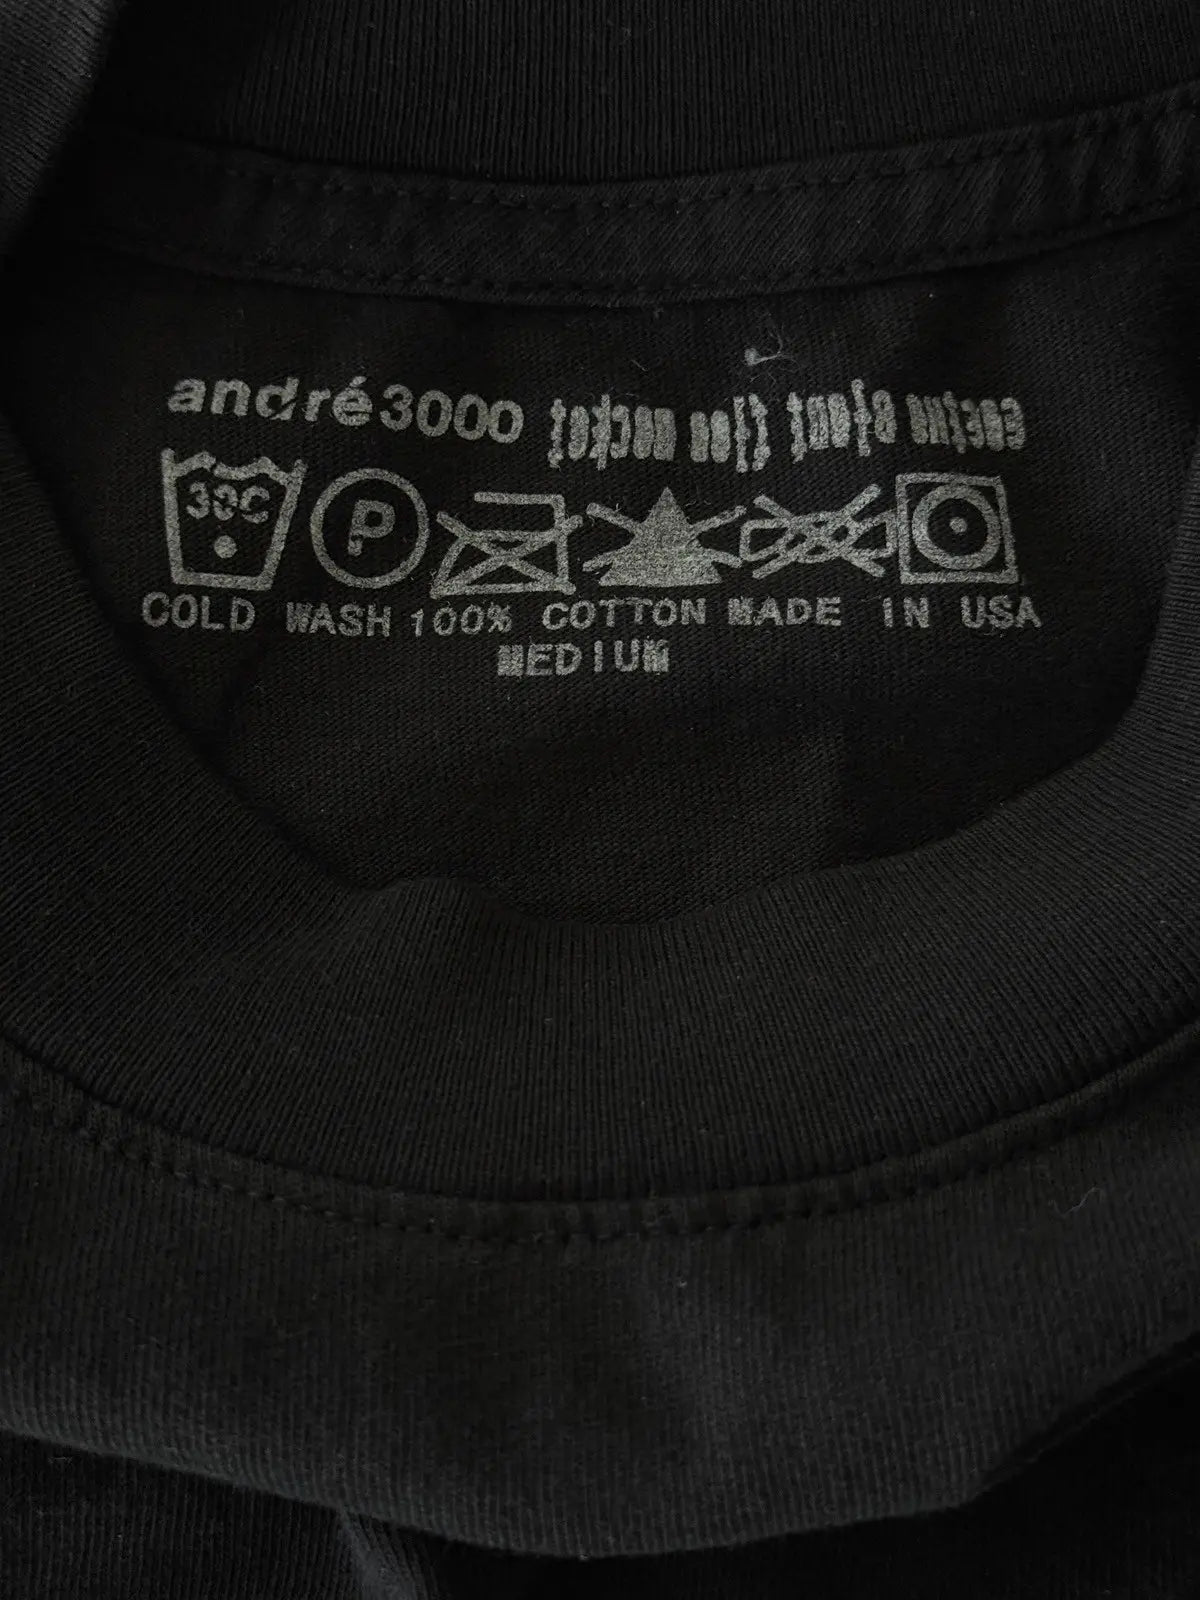 andré3000
30C
P
COLD WASH 100% COTTON MADE IN USA
MEDIUM